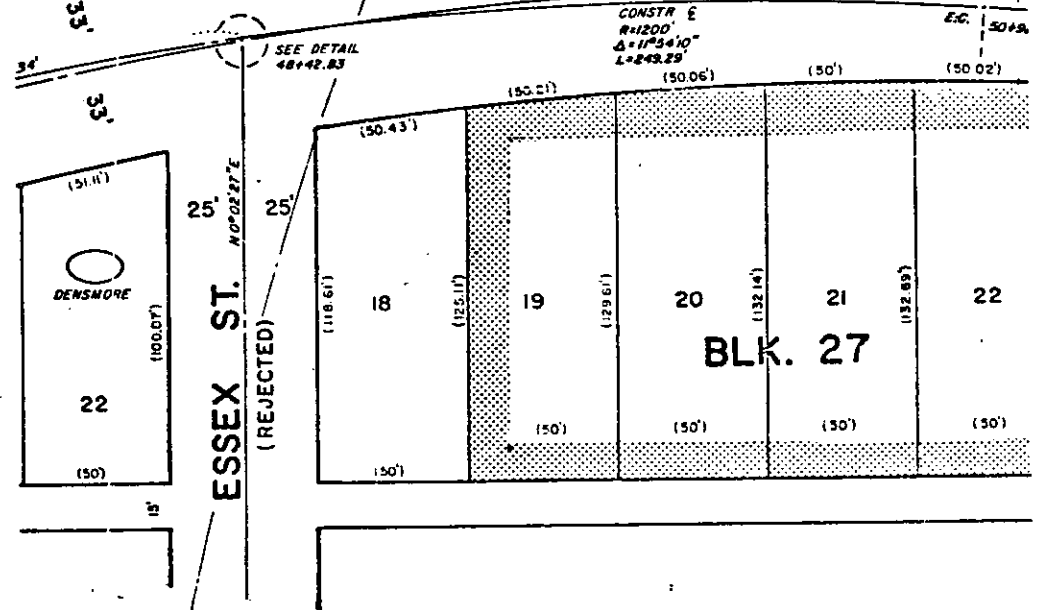 33'
CONSTR ℄
R=1200'
Δ=11°54'10"
L=249.29'
E.C.
50+9
SEE DETAIL
48+42.83
34'
33'
(50.21')
(50.06')
(50')
(50.02')
(50.43')
(51.11')
25'
25'
N0°02'27"E
DENSMORE
(100.07')
22
(50')
15'
ESSEX ST.
(REJECTED)
(118.61')
18
(125.11')
19
(129.61')
20
(132.14')
21
(132.69')
22
BLK. 27
(50')
(50')
(50')
(50')
(50')